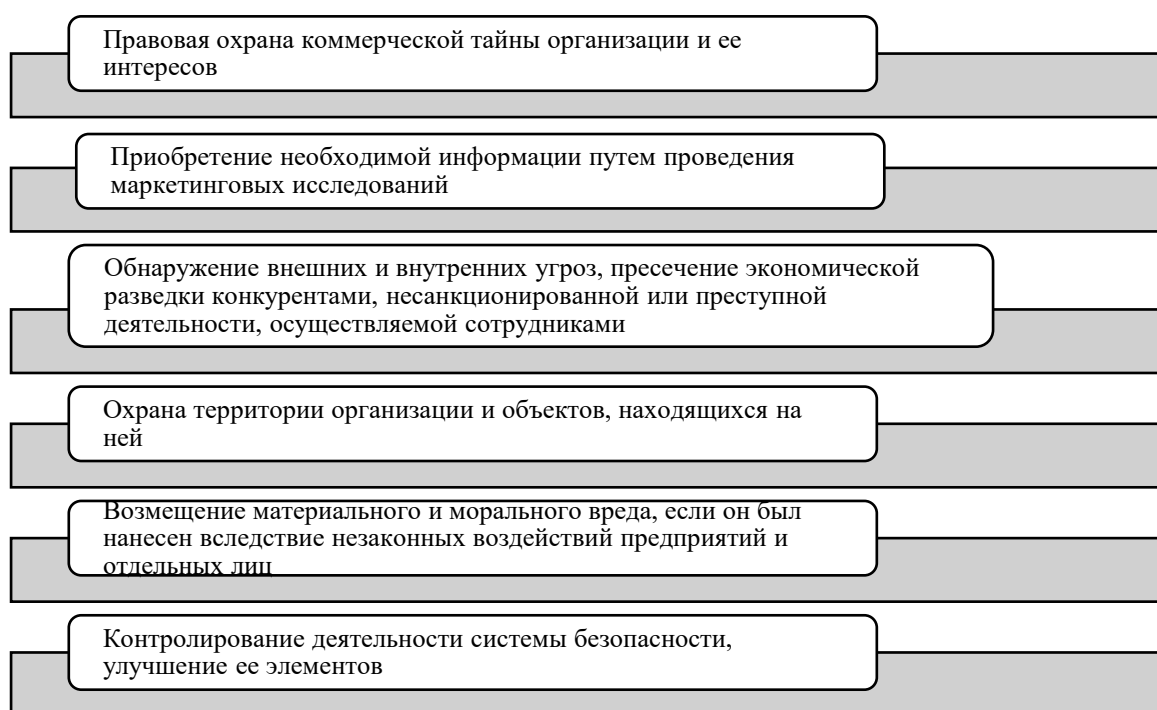 Правовая охрана коммерческой тайны организации и ее
интересов
Приобретение необходимой информации путем проведения
маркетинговых исследований
Обнаружение внешних и внутренних угроз, пресечение экономической
разведки конкурентами, несанкционированной или преступной
деятельности, осуществляемой сотрудниками
Охрана территории организации и объектов, находящихся на
ней
Возмещение материального и морального вреда, если он был
нанесен вследствие незаконных воздействий предприятий и
отдельных лиц
Контролирование деятельности системы безопасности,
улучшение ее элементов